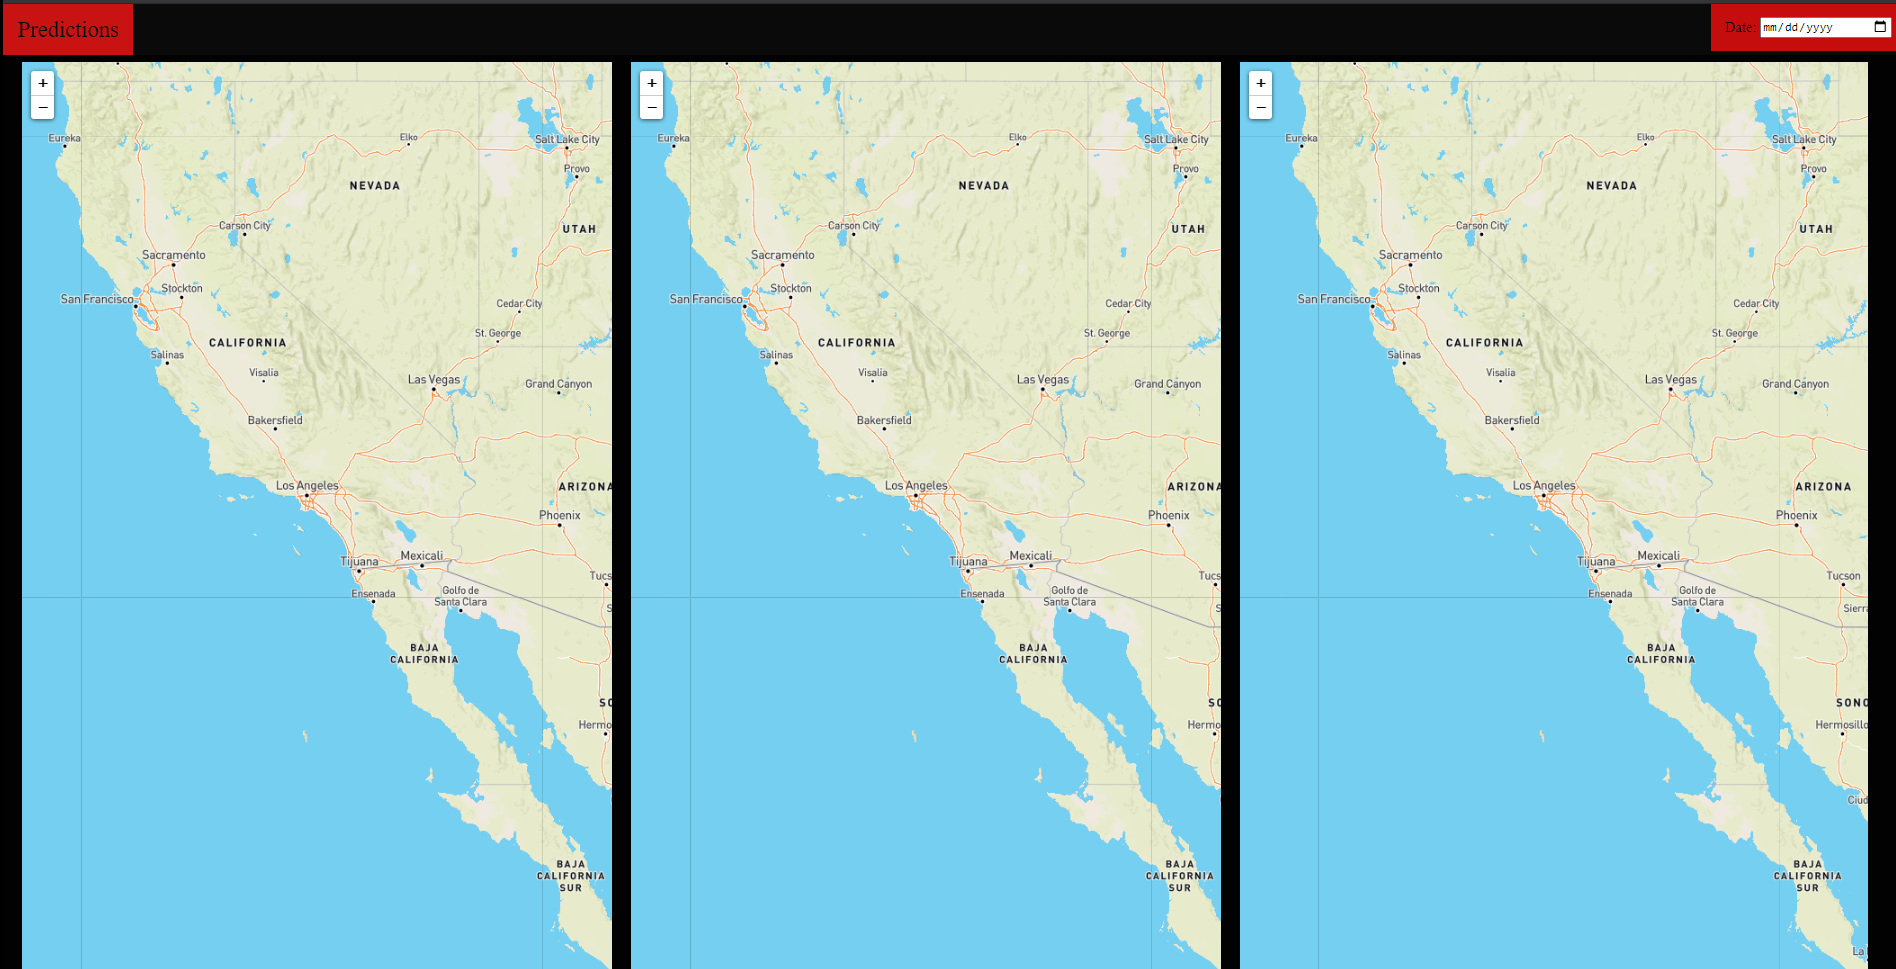 Predictions
Date: mm/dd/yyyy
+
−
Eureka
Elko
Salt Lake City
Provo
NEVADA
Carson City
UTAH
Sacramento
Stockton
San Francisco
Cedar City
St. George
CALIFORNIA
Salinas
Visalia
Las Vegas
Grand Canyon
Bakersfield
Los Angeles
ARIZONA
Phoenix
Mexicali
Tijuana
Tucs
Ensenada
Golfo de
Santa Clara
S
BAJA
CALIFORNIA
SO
Hermo
BAJA
CALIFORNIA
SUR
+
−
Eureka
Elko
Salt Lake City
Provo
NEVADA
Carson City
UTAH
Sacramento
Stockton
San Francisco
Cedar City
St. George
CALIFORNIA
Salinas
Visalia
Las Vegas
Grand Canyon
Bakersfield
Los Angeles
ARIZONA
Phoenix
Mexicali
Tijuana
Tucs
Ensenada
Golfo de
Santa Clara
S
BAJA
CALIFORNIA
SO
Hermo
BAJA
CALIFORNIA
SUR
+
−
Eureka
Elko
Salt Lake City
Provo
NEVADA
Carson City
UTAH
Sacramento
Stockton
San Francisco
Cedar City
St. George
CALIFORNIA
Salinas
Visalia
Las Vegas
Grand Canyon
Bakersfield
Los Angeles
ARIZONA
Phoenix
Mexicali
Tijuana
Tucson
Ensenada
Golfo de
Santa Clara
Sierra
BAJA
CALIFORNIA
SONO
Hermosillo
Ciud
BAJA
CALIFORNIA
SUR
La